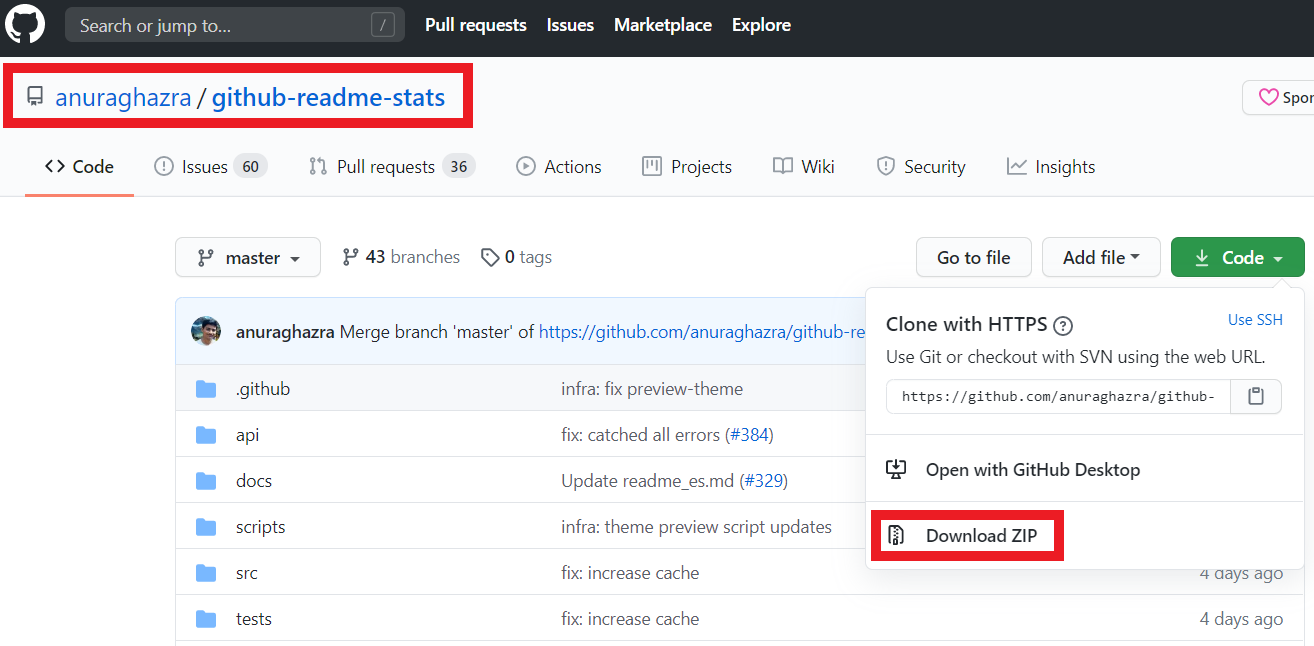 Search or jump to... / Pull requests Issues Marketplace Explore
anuraghazra / github-readme-stats
Code Issues 60 Pull requests 36 Actions Projects Wiki Security Insights
master 43 branches 0 tags Go to file Add file Code
anuraghazra Merge branch 'master' of https://github.com/anuraghazra/github-re
Clone with HTTPS ? Use SSH
Use Git or checkout with SVN using the web URL.
https://github.com/anuraghazra/github-
Open with GitHub Desktop
Download ZIP
.github infra: fix preview-theme
api fix: catched all errors (#384)
docs Update readme_es.md (#329)
scripts infra: theme preview script updates
src fix: increase cache 4 days ago
tests fix: increase cache 4 days ago